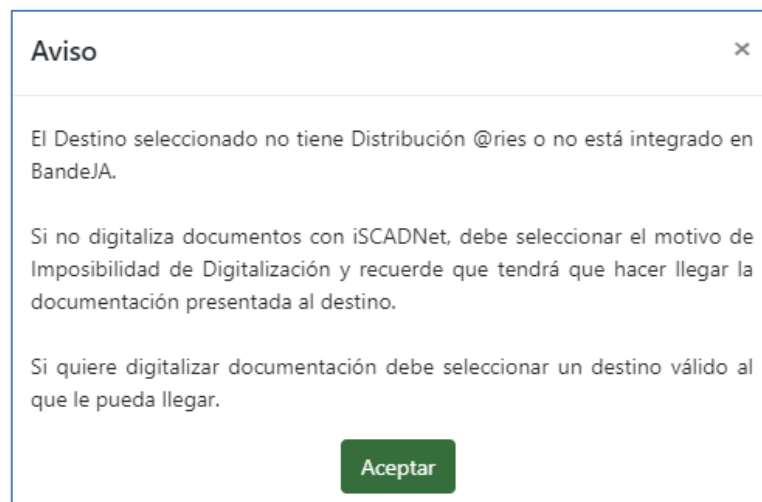 Aviso ×
El Destino seleccionado no tiene Distribución @ries o no está integrado en
BandeJA.
Si no digitaliza documentos con iSCADNet, debe seleccionar el motivo de
Imposibilidad de Digitalización y recuerde que tendrá que hacer llegar la
documentación presentada al destino.
Si quiere digitalizar documentación debe seleccionar un destino válido al
que le pueda llegar.
Aceptar